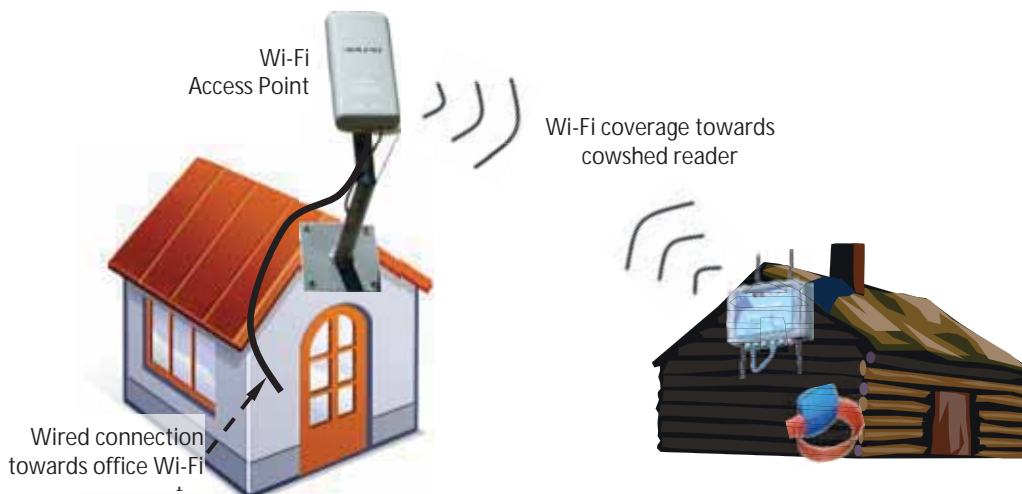 Wi-Fi
Access Point
Wi-Fi coverage towards
cowshed reader
Wired connection
towards office Wi-Fi